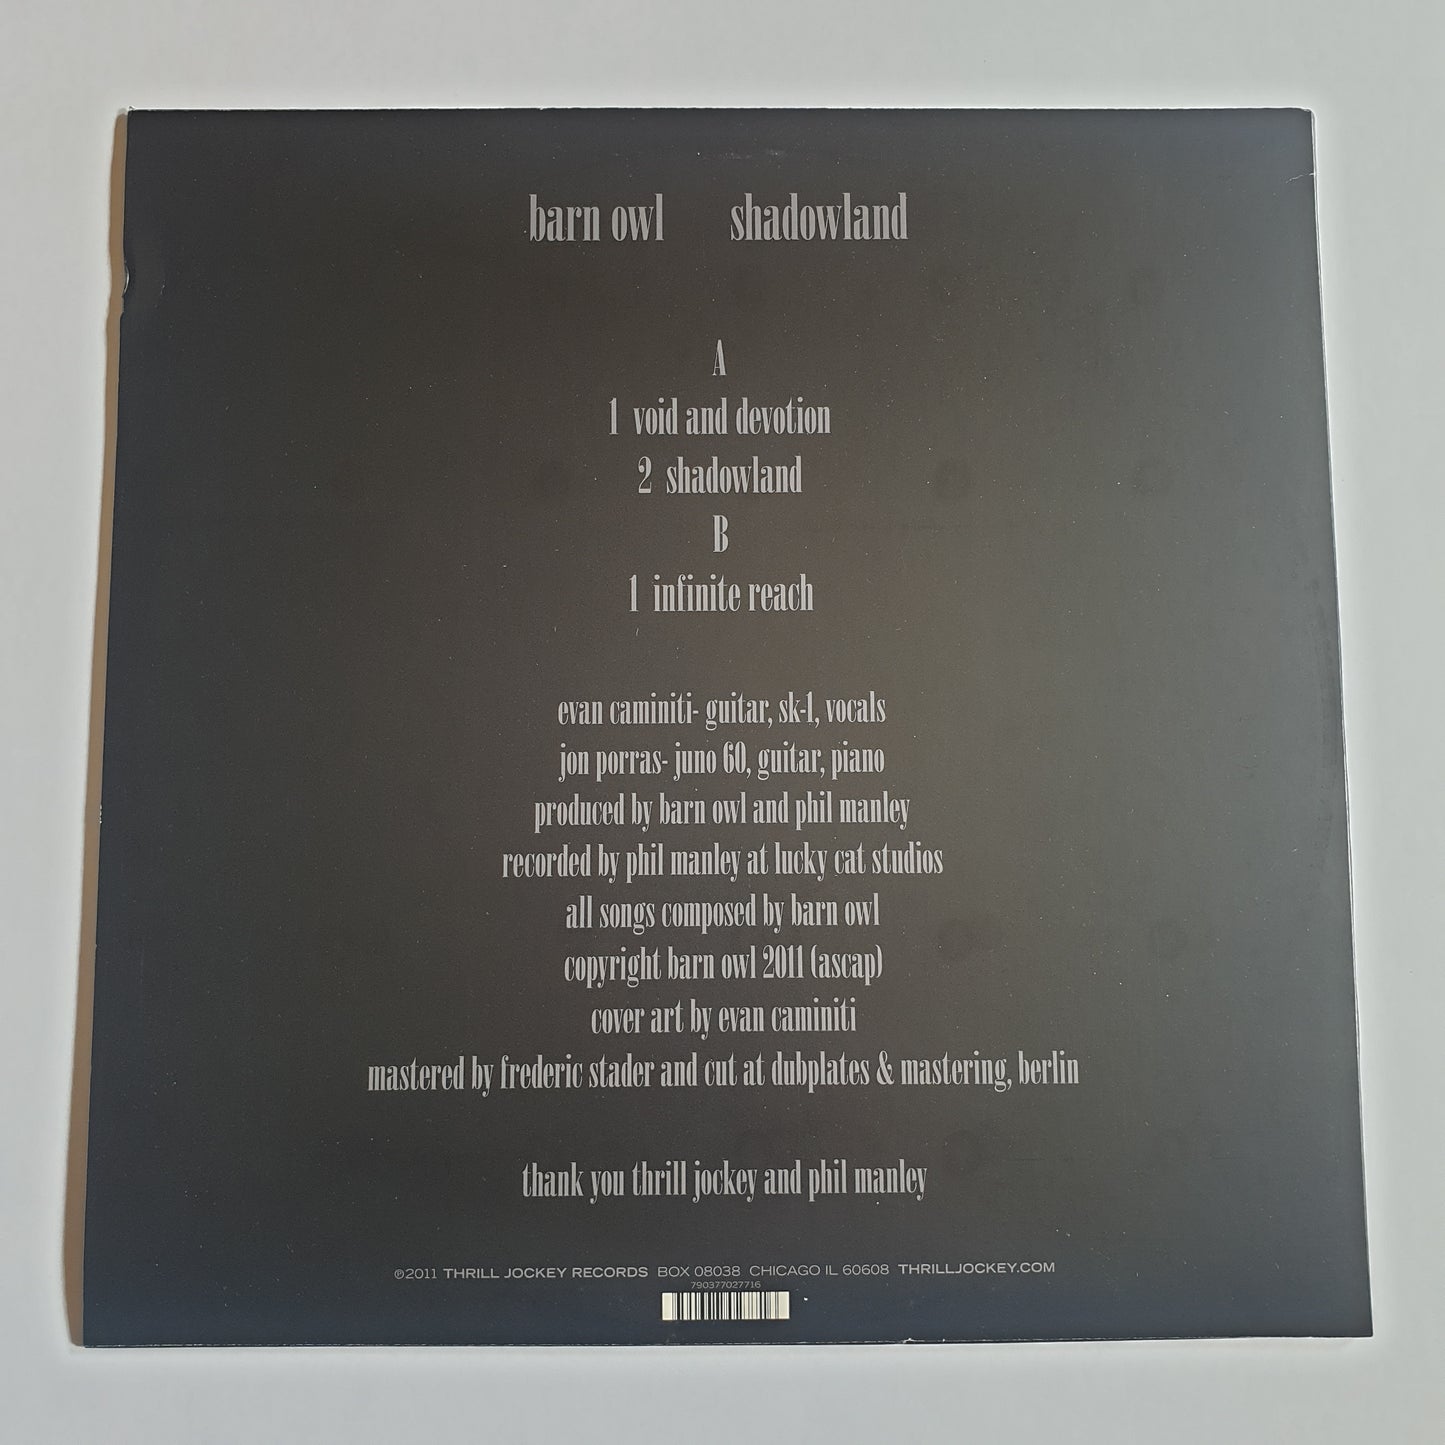 barn owl shadowland
A
1 void and devotion
2 shadowland
B
1 infinite reach
evan caminiti- guitar, sk-1, vocals
jon porras- juno 60, guitar, piano
produced by barn owl and phil manley
recorded by phil manley at lucky cat studios
all songs composed by barn owl
copyright barn owl 2011 (ascap)
cover art by evan caminiti
mastered by frederic stader and cut at dubplates & mastering, berlin
thank you thrill jockey and phil manley
℗2011 THRILL JOCKEY RECORDS BOX 08038 CHICAGO IL 60608 THRILLJOCKEY.COM
790377027716